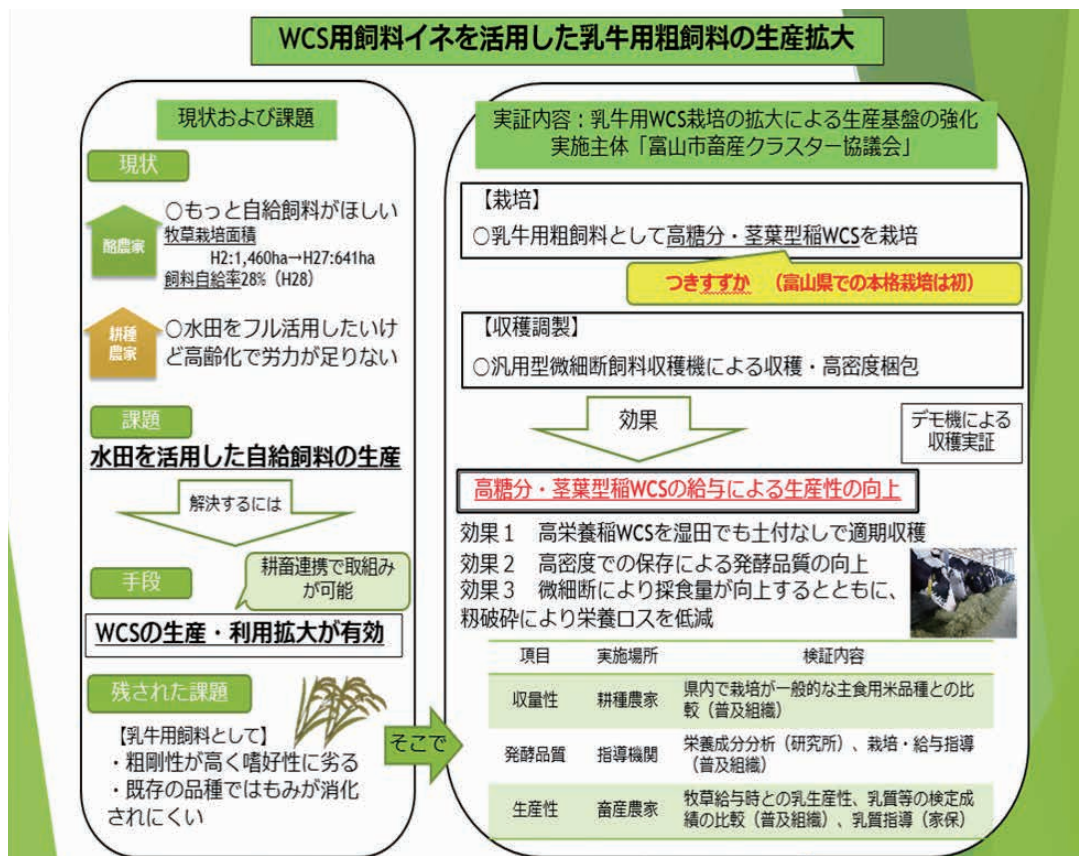 WCS用飼料イネを活用した乳牛用粗飼料の生産拡大
現状および課題
現状
酪農家
○もっと自給飼料がほしい
牧草栽培面積
H2:1,460ha→H27:641ha
飼料自給率28%（H28）
耕種
農家
○水田をフル活用したいけ
ど高齢化で労力が足りない
課題
水田を活用した自給飼料の生産
解決するには
手段
耕畜連携で取組み
が可能
WCSの生産・利用拡大が有効
残された課題
【乳牛用飼料として】
・粗剛性が高く嗜好性に劣る
・既存の品種ではもみが消化
されにくい
そこで
実証内容：乳牛用WCS栽培の拡大による生産基盤の強化
実施主体「富山市畜産クラスター協議会」
【栽培】
○乳牛用粗飼料として高糖分・茎葉型稲WCSを栽培
つきすずか （富山県での本格栽培は初）
【収穫調製】
○汎用型微細断飼料収穫機による収穫・高密度梱包
効果
デモ機による
収穫実証
高糖分・茎葉型稲WCSの給与による生産性の向上
効果１ 高栄養稲WCSを湿田でも土付なしで適期収穫
効果２ 高密度での保存による発酵品質の向上
効果３ 微細断により採食量が向上するとともに、
籾破砕により栄養ロスを低減
項目 実施場所 検証内容
収量性 耕種農家 県内で栽培が一般的な主食用米品種との比
較（普及組織）
発酵品質 指導機関 栄養成分分析（研究所）、栽培・給与指導
（普及組織）
生産性 畜産農家 牧草給与時との乳生産性、乳質等の検定成
績の比較（普及組織）、乳質指導（家保）